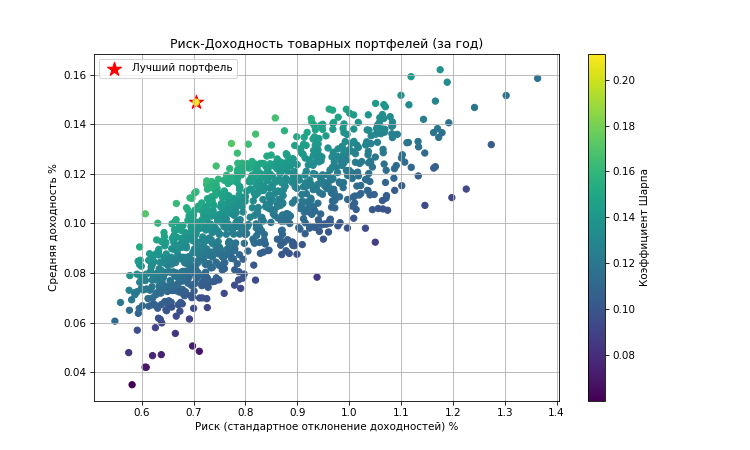 Риск-Доходность товарных портфелей (за год)
Лучший портфель
Средняя доходность %
0.16
0.14
0.12
0.10
0.08
0.06
0.04
0.6 0.7 0.8 0.9 1.0 1.1 1.2 1.3 1.4
Риск (стандартное отклонение доходностей) %
0.20
0.18
0.16
0.14
0.12
0.10
0.08
Коэффициент Шарпа